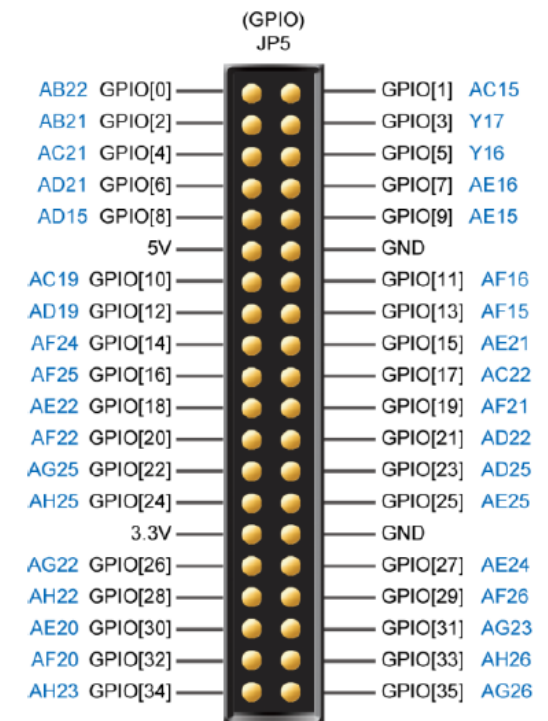 (GPIO)
JP5
AB22 GPIO[0] GPIO[1] AC15
AB21 GPIO[2] GPIO[3] Y17
AC21 GPIO[4] GPIO[5] Y16
AD21 GPIO[6] GPIO[7] AE16
AD15 GPIO[8] GPIO[9] AE15
5V GND
AC19 GPIO[10] GPIO[11] AF16
AD19 GPIO[12] GPIO[13] AF15
AF24 GPIO[14] GPIO[15] AE21
AF25 GPIO[16] GPIO[17] AC22
AE22 GPIO[18] GPIO[19] AF21
AF22 GPIO[20] GPIO[21] AD22
AG25 GPIO[22] GPIO[23] AD25
AH25 GPIO[24] GPIO[25] AE25
3.3V GND
AG22 GPIO[26] GPIO[27] AE24
AH22 GPIO[28] GPIO[29] AF26
AE20 GPIO[30] GPIO[31] AG23
AF20 GPIO[32] GPIO[33] AH26
AH23 GPIO[34] GPIO[35] AG26